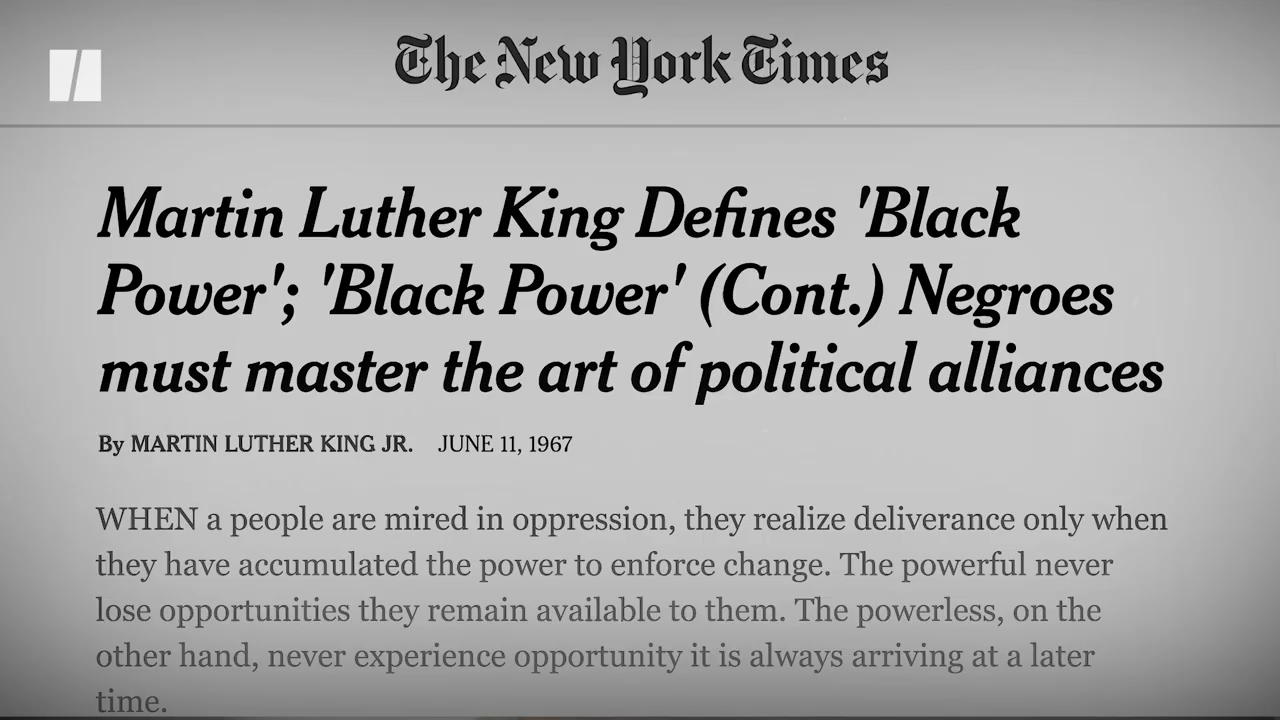 The New York Times
Martin Luther King Defines 'Black
Power'; 'Black Power' (Cont.) Negroes
must master the art of political alliances
By MARTIN LUTHER KING JR. JUNE 11, 1967
WHEN a people are mired in oppression, they realize deliverance only when
they have accumulated the power to enforce change. The powerful never
lose opportunities they remain available to them. The powerless, on the
other hand, never experience opportunity it is always arriving at a later
time.